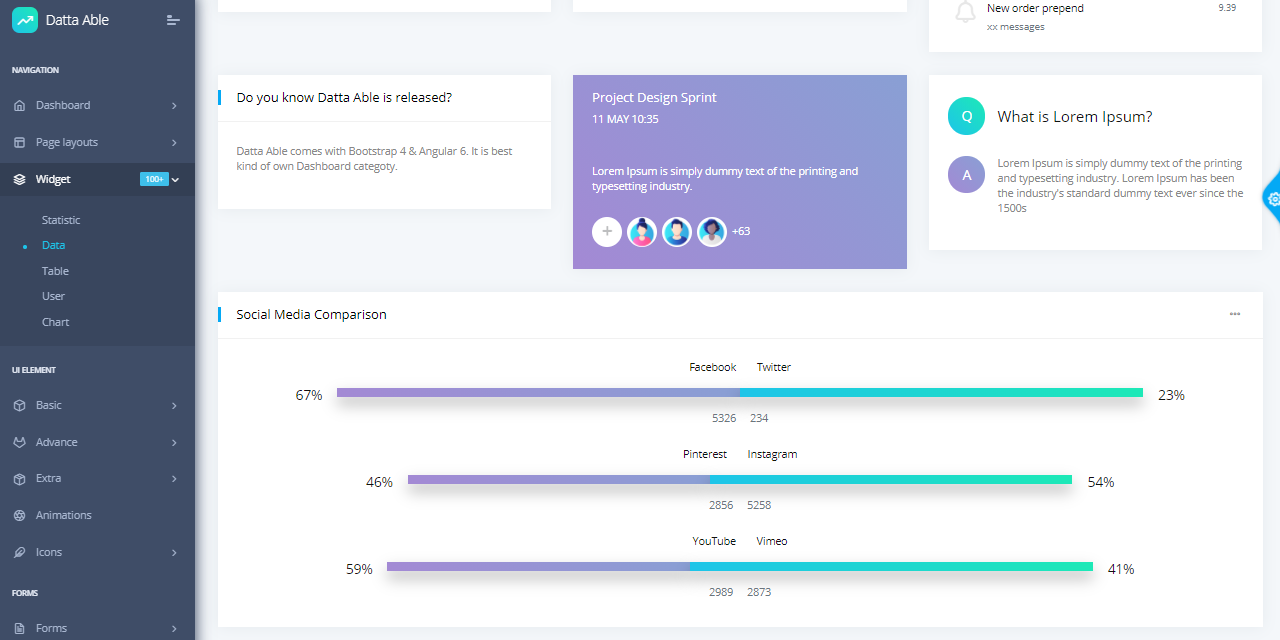 Datta Able
NAVIGATION
Dashboard
Page layouts
Widget 100+
Statistic
Data
Table
User
Chart
UI ELEMENT
Basic
Advance
Extra
Animations
Icons
FORMS
Forms
New order prepend 9.39
xx messages
Do you know Datta Able is released?
Datta Able comes with Bootstrap 4 & Angular 6. It is best
kind of own Dashboard categoty.
Project Design Sprint
11 MAY 10:35
Lorem Ipsum is simply dummy text of the printing and
typesetting industry.
+ +63
Q What is Lorem Ipsum?
A Lorem Ipsum is simply dummy text of the printing
and typesetting industry. Lorem Ipsum has been
the industry's standard dummy text ever since the
1500s
Social Media Comparison
Facebook Twitter
67% 23%
5326 234
Pinterest Instagram
46% 54%
2856 5258
YouTube Vimeo
59% 41%
2989 2873